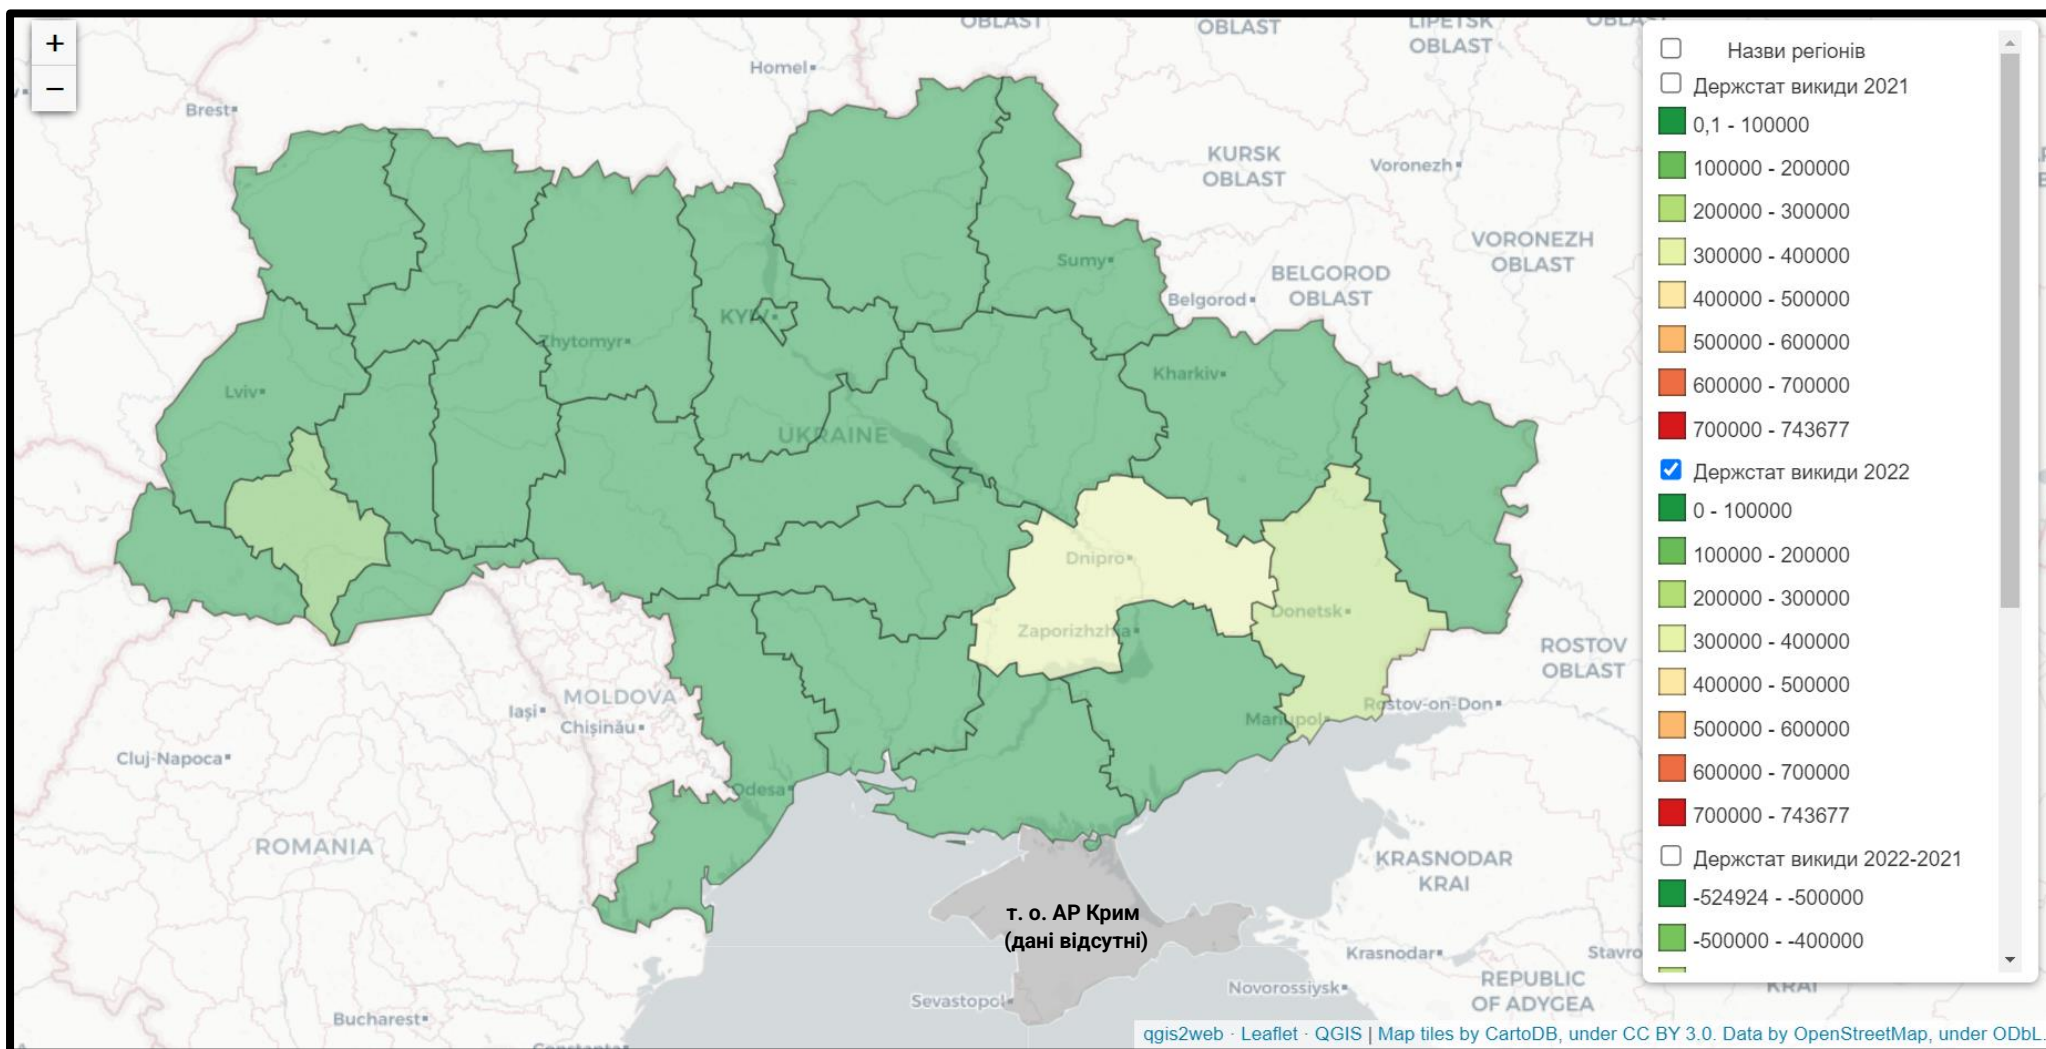 +
−
OBLAST
OBLAST
LIPETSK
OBLAST
Homel
Brest
KURSK
OBLAST
Voronezh
VORONEZH
OBLAST
Sumy
BELGOROD
OBLAST
Belgorod
KYIV
Zhytomyr
Kharkiv
Lviv
UKRAINE
Dnipro
Donetsk
Zaporizhzhia
ROSTOV
OBLAST
MOLDOVA
Iași
Chișinău
Rostov-on-Don
Mariupol
Cluj-Napoca
Odesa
ROMANIA
KRASNODAR
KRAI
т. о. АР Крим
(дані відсутні)
Krasnodar
Stavro
REPUBLIC
OF ADYGEA
KRAI
Novorossiysk
Sevastopol
Bucharest
Constanța
Назви регіонів
Держстат викиди 2021
0,1 - 100000
100000 - 200000
200000 - 300000
300000 - 400000
400000 - 500000
500000 - 600000
600000 - 700000
700000 - 743677
Держстат викиди 2022
0 - 100000
100000 - 200000
200000 - 300000
300000 - 400000
400000 - 500000
500000 - 600000
600000 - 700000
700000 - 743677
Держстат викиди 2022-2021
-524924 - -500000
-500000 - -400000
qgis2web · Leaflet · QGIS | Map tiles by CartoDB, under CC BY 3.0. Data by OpenStreetMap, under ODbL.